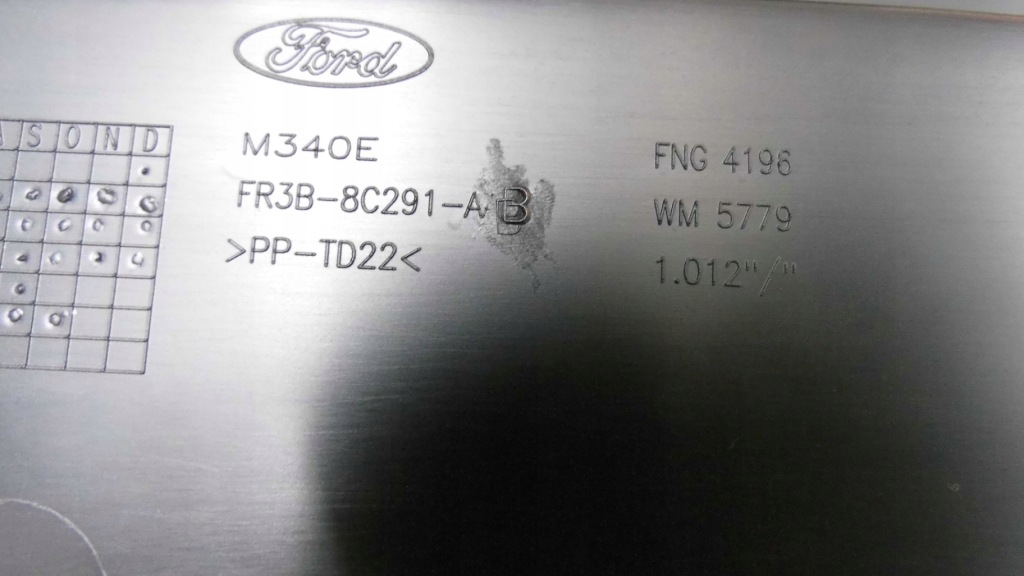 Ford
A S O N D
M340E
FR3B-8C291-AB
>PP-TD22<
FNG 4196
WM 5779
1.012"/"